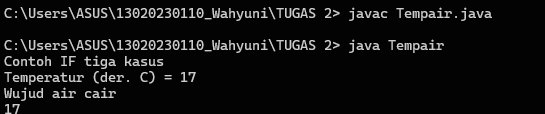 C:\Users\ASUS\13020230110_Wahyuni\TUGAS 2> javac Tempair.java
C:\Users\ASUS\13020230110_Wahyuni\TUGAS 2> java Tempair
Contoh IF tiga kasus
Temperatur (der. C) = 17
Wujud air cair
17